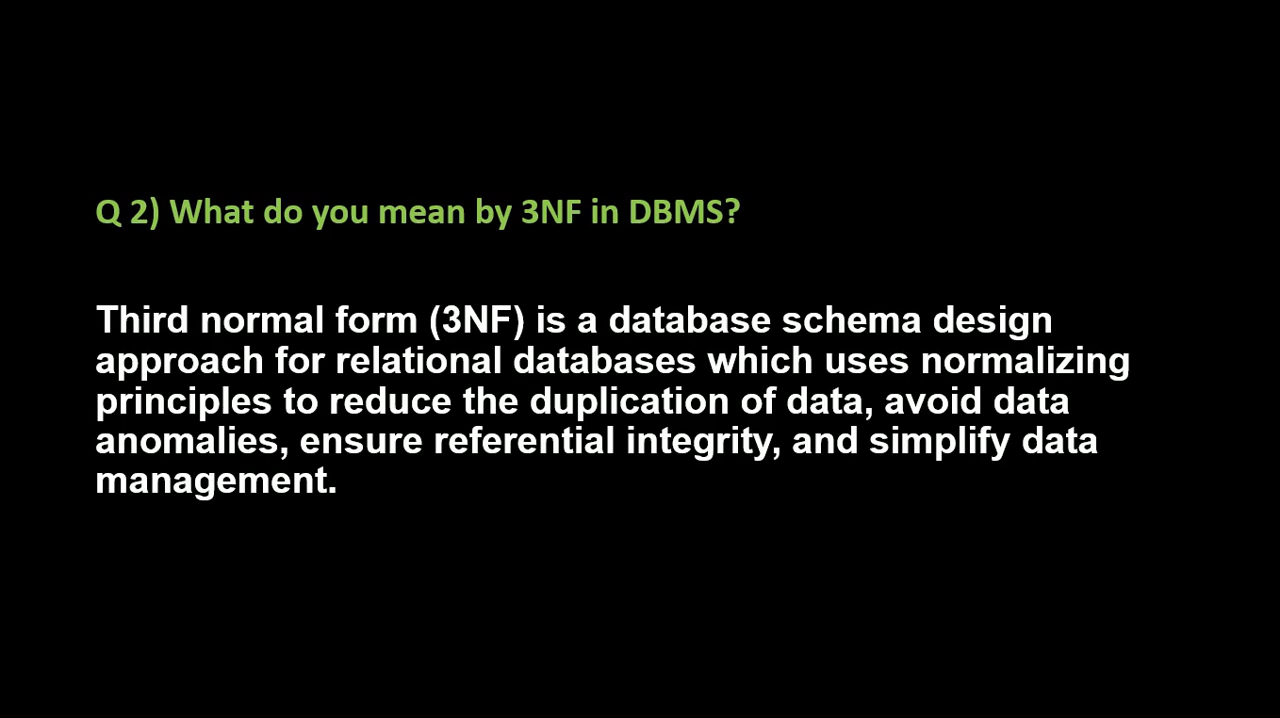 Q 2) What do you mean by 3NF in DBMS?
Third normal form (3NF) is a database schema design
approach for relational databases which uses normalizing
principles to reduce the duplication of data, avoid data
anomalies, ensure referential integrity, and simplify data
management.